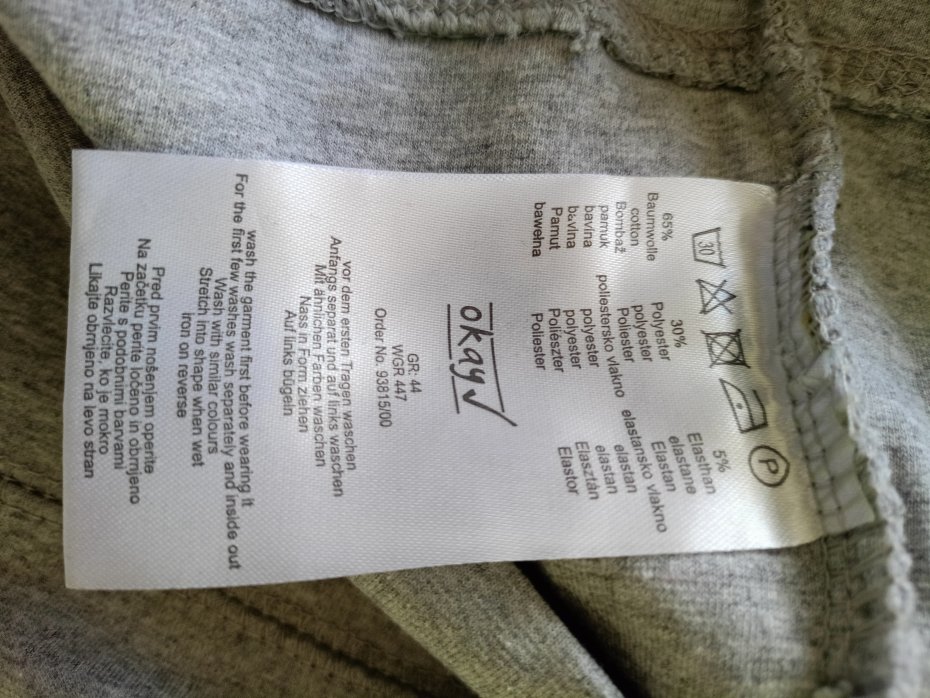 30 P
65%
Baumwolle
cotton
Bombaž
pamuk
bavlna
bavlna
Pamut
bawełna
30%
Polyester
polyester
Poliester
poliestersko vlakno
polyester
polyester
Poliészter
Poliester
5%
Elasthan
elastane
Elastan
elastansko vlakno
elastan
elastan
Elasztán
Elastor
okay
GR: 44
WGR 447
Order No. 93815/00
vor dem ersten Tragen waschen
Anfangs separat und auf links waschen
Mit ähnlichen Farben waschen
Nass in Form ziehen
Auf links bügeln
wash the garment first before wearing it
For the first few washes wash separately and inside out
Wash with similar colours
Stretch into shape when wet
iron on reverse
Pred prvim nošenjem operite
Na začetku perite ločeno in obrnjeno
Perite s podobnimi barvami
Razvlecite, ko je mokro
Likajte obrnjeno na levo stran